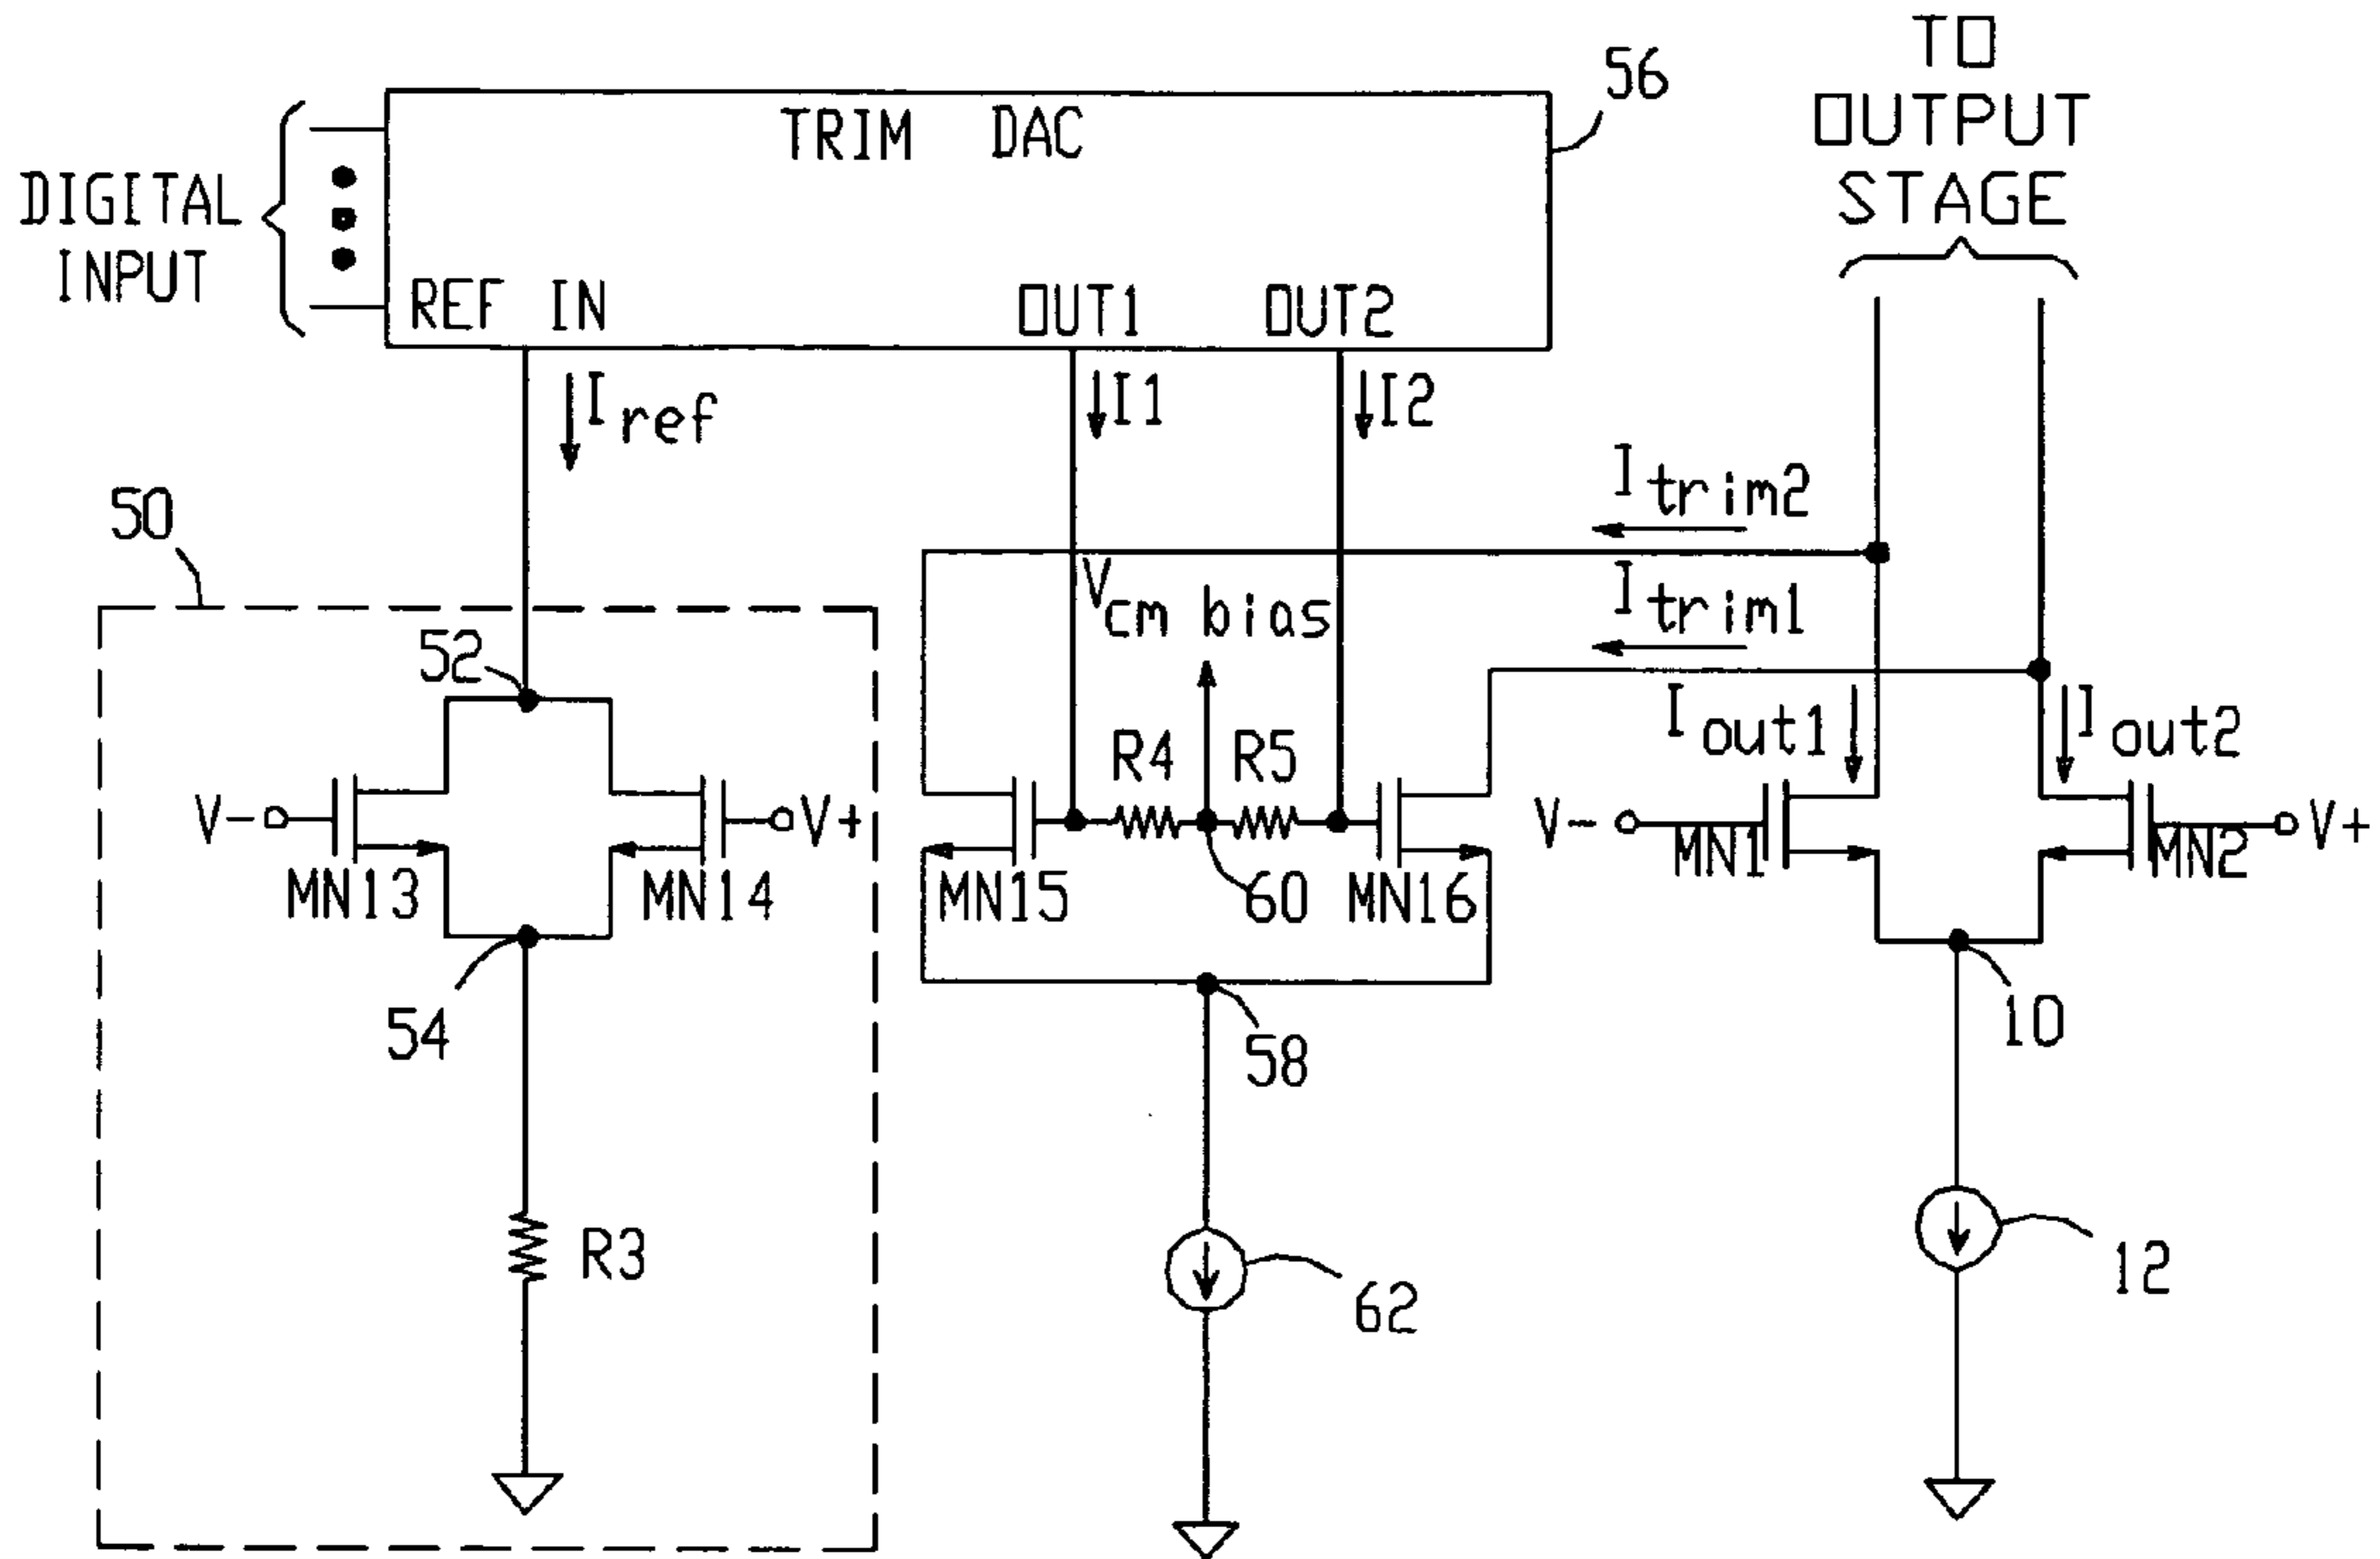 TO
OUTPUT
STAGE
56
TRIM DAC
DIGITAL
INPUT
REF IN
OUT1
OUT2
Iref
I1
I2
Itrim2
Itrim1
50
Vcm bias
52
Iout1
Iout2
R4
R5
V-
V+
V-
V+
MN13
MN14
MN15
60
MN16
MN1
MN2
54
58
10
R3
62
12